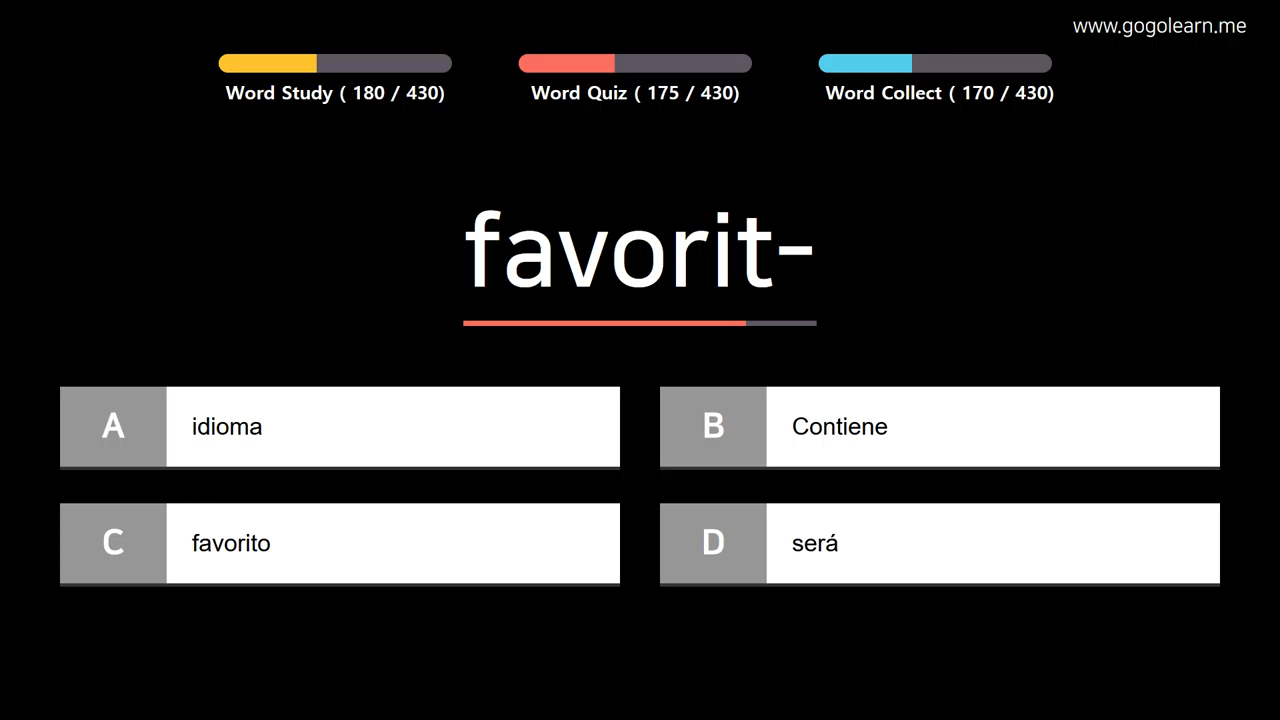 www.gogolearn.me
Word Study ( 180 / 430)
Word Quiz ( 175 / 430)
Word Collect ( 170 / 430)
favorit-
A
idioma
B
Contiene
C
favorito
D
será